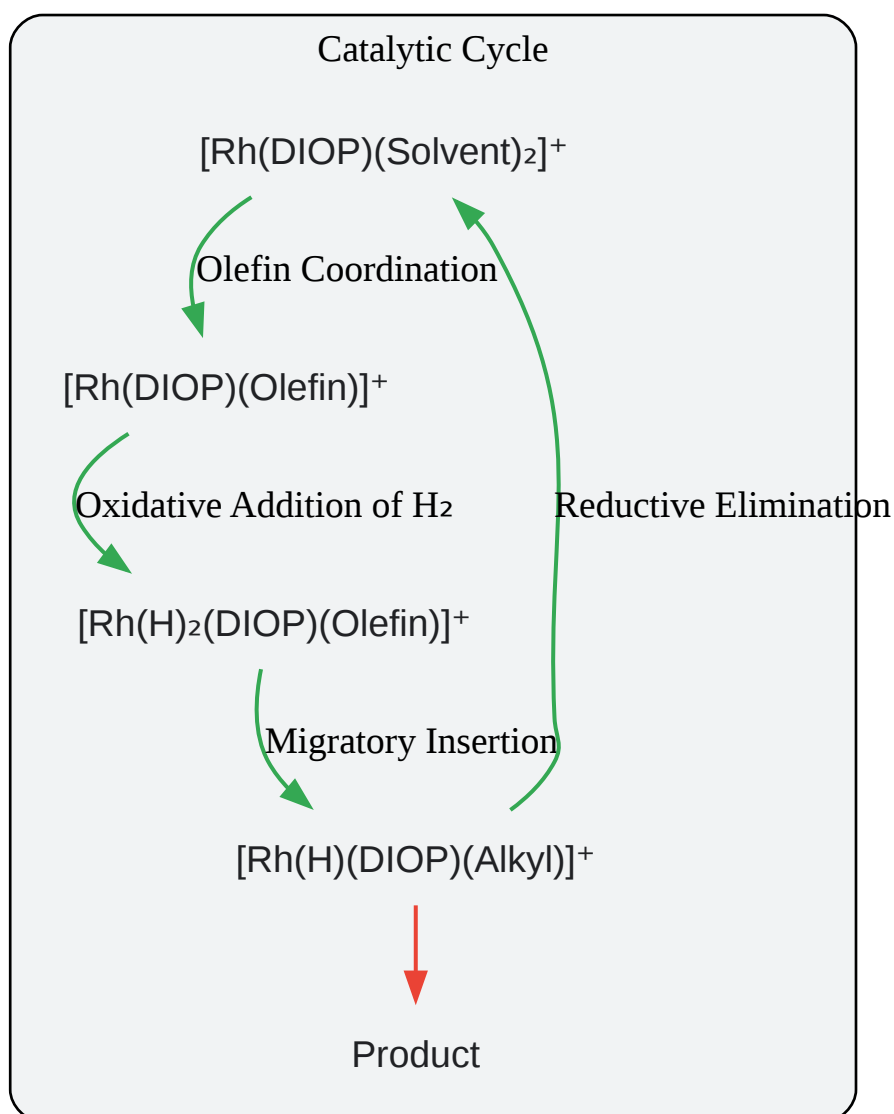 Catalytic Cycle
[Rh(DIOP)(Solvent)₂]⁺
Olefin Coordination
[Rh(DIOP)(Olefin)]⁺
Oxidative Addition of H₂
Reductive Elimination
[Rh(H)₂(DIOP)(Olefin)]⁺
Migratory Insertion
[Rh(H)(DIOP)(Alkyl)]⁺
Product